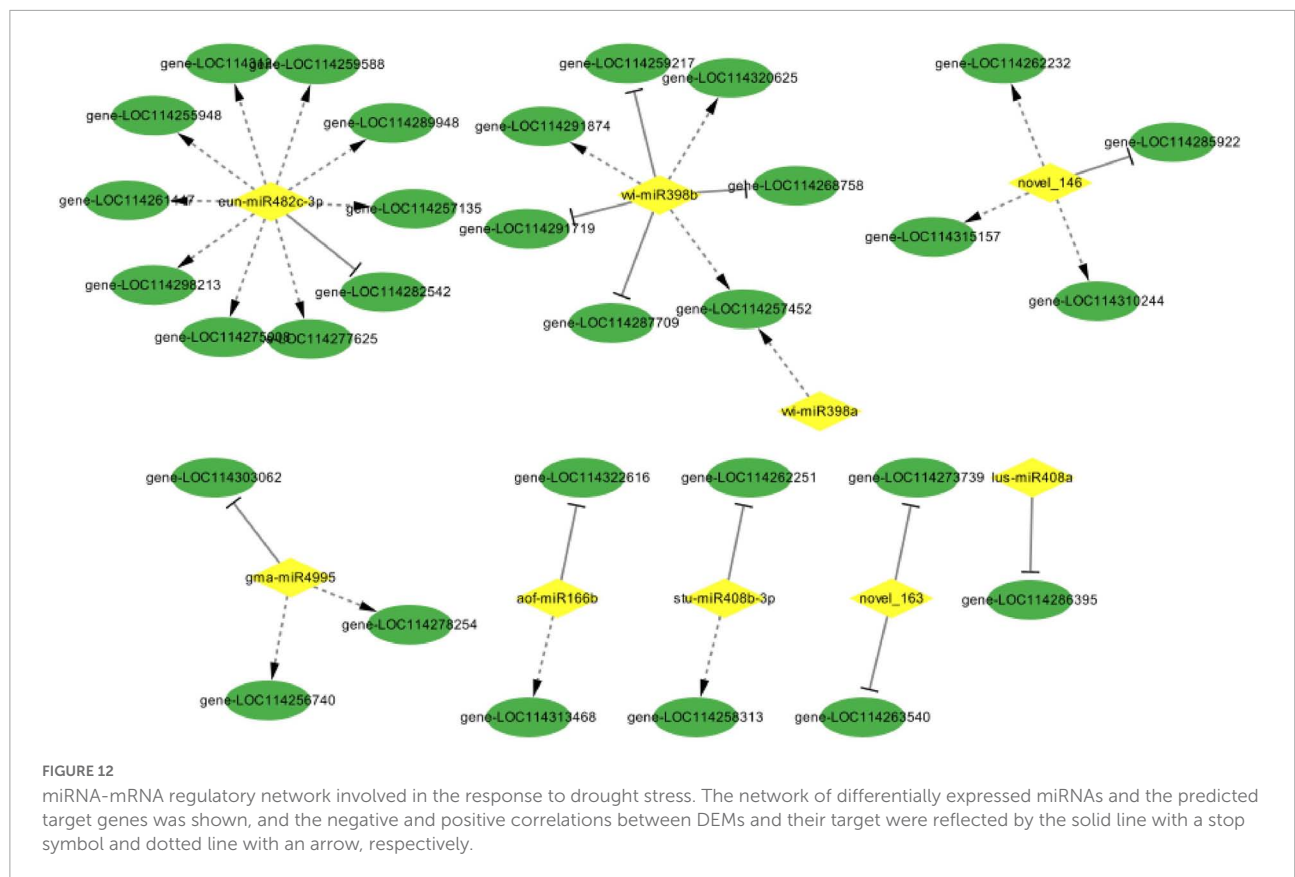 gene-LOC114259588
gene-LOC114255948
gene-LOC114289948
eun-miR482c-3p
gene-LOC114257135
gene-LOC114298213
gene-LOC114282542
gene-LOC114277625
gene-LOC114259217
gene-LOC114320625
gene-LOC114291874
vvi-miR398b
gene-LOC114268758
gene-LOC114291719
gene-LOC114287709
gene-LOC114257452
vvi-miR398a
gene-LOC114262232
gene-LOC114285922
novel_146
gene-LOC114315157
gene-LOC114310244
gene-LOC114303062
gma-miR4995
gene-LOC114278254
gene-LOC114256740
gene-LOC114322616
aof-miR166b
gene-LOC114313468
gene-LOC114262251
stu-miR408b-3p
gene-LOC114258313
gene-LOC114273739
novel_163
gene-LOC114263540
lus-miR408a
gene-LOC114286395
FIGURE 12
miRNA-mRNA regulatory network involved in the response to drought stress. The network of differentially expressed miRNAs and the predicted
target genes was shown, and the negative and positive correlations between DEMs and their target were reflected by the solid line with a stop
symbol and dotted line with an arrow, respectively.